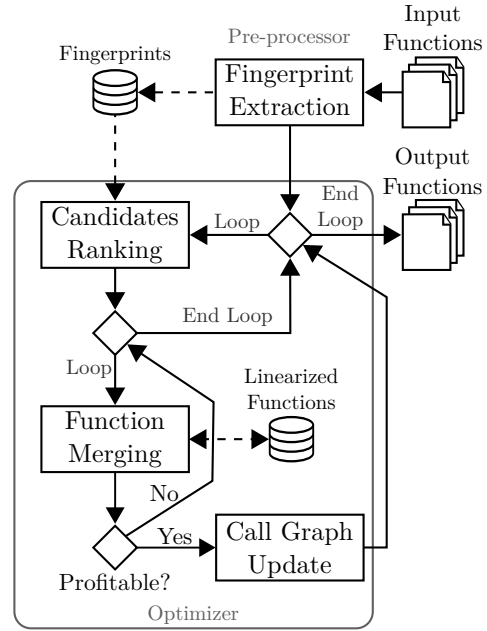 Input
Functions
Pre-processor
Fingerprints
Fingerprint
Extraction
Output
Functions
End
Loop
Loop
Candidates
Ranking
End Loop
Loop
Linearized
Functions
Function
Merging
No
Yes
Call Graph
Update
Profitable?
Optimizer